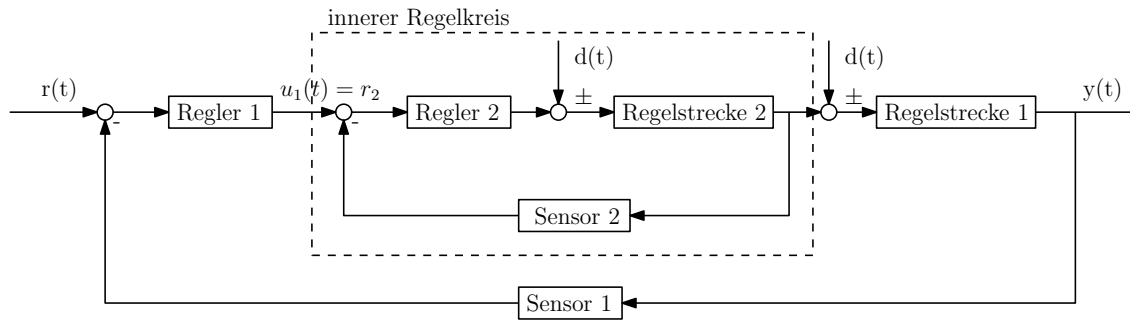 innerer Regelkreis
d(t)
d(t)
r(t)
u₁(t) = r₂
±
±
y(t)
-
Regler 1
-
Regler 2
Regelstrecke 2
Regelstrecke 1
Sensor 2
Sensor 1